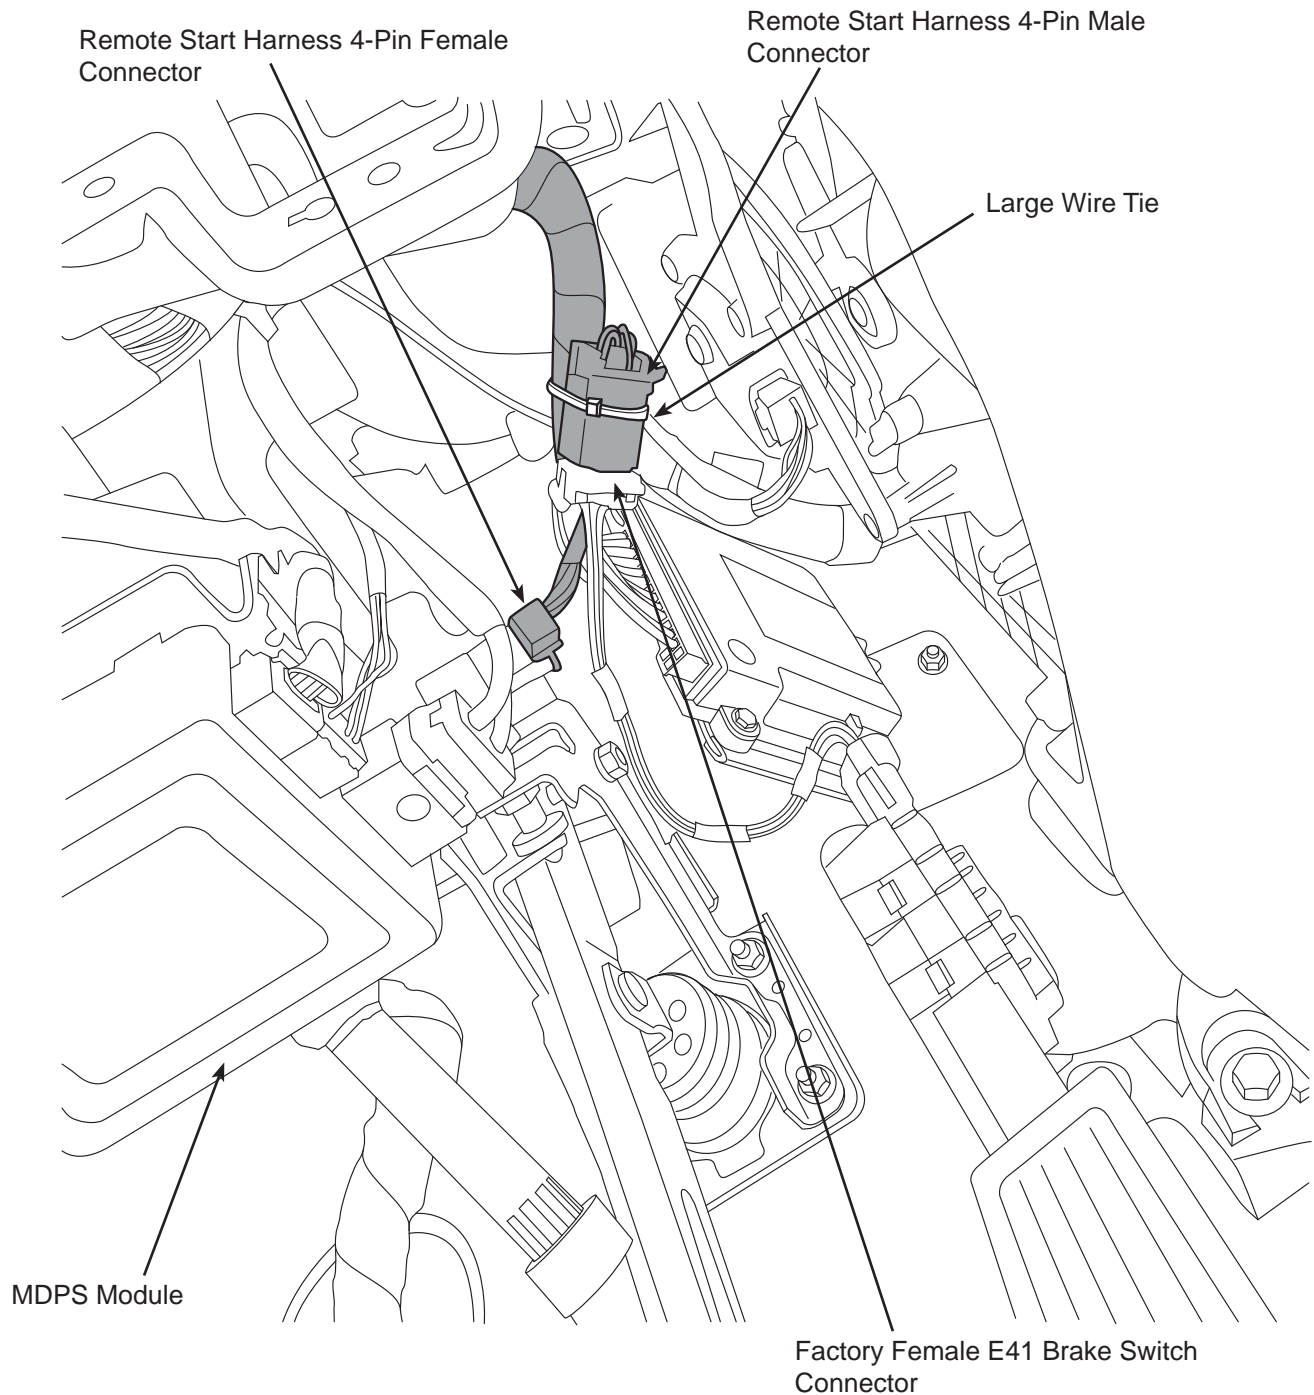 Remote Start Harness 4-Pin Female
Connector
Remote Start Harness 4-Pin Male
Connector
Large Wire Tie
MDPS Module
Factory Female E41 Brake Switch
Connector